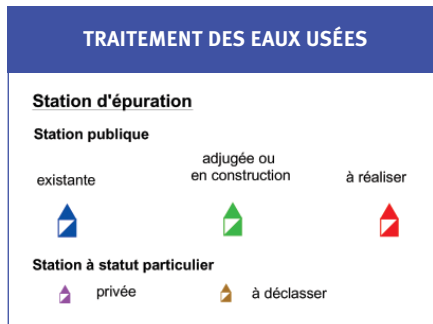 TRAITEMENT DES EAUX USÉES
Station d'épuration
Station publique
existante
adjugée ou
en construction
à réaliser
Station à statut particulier
privée
à déclasser